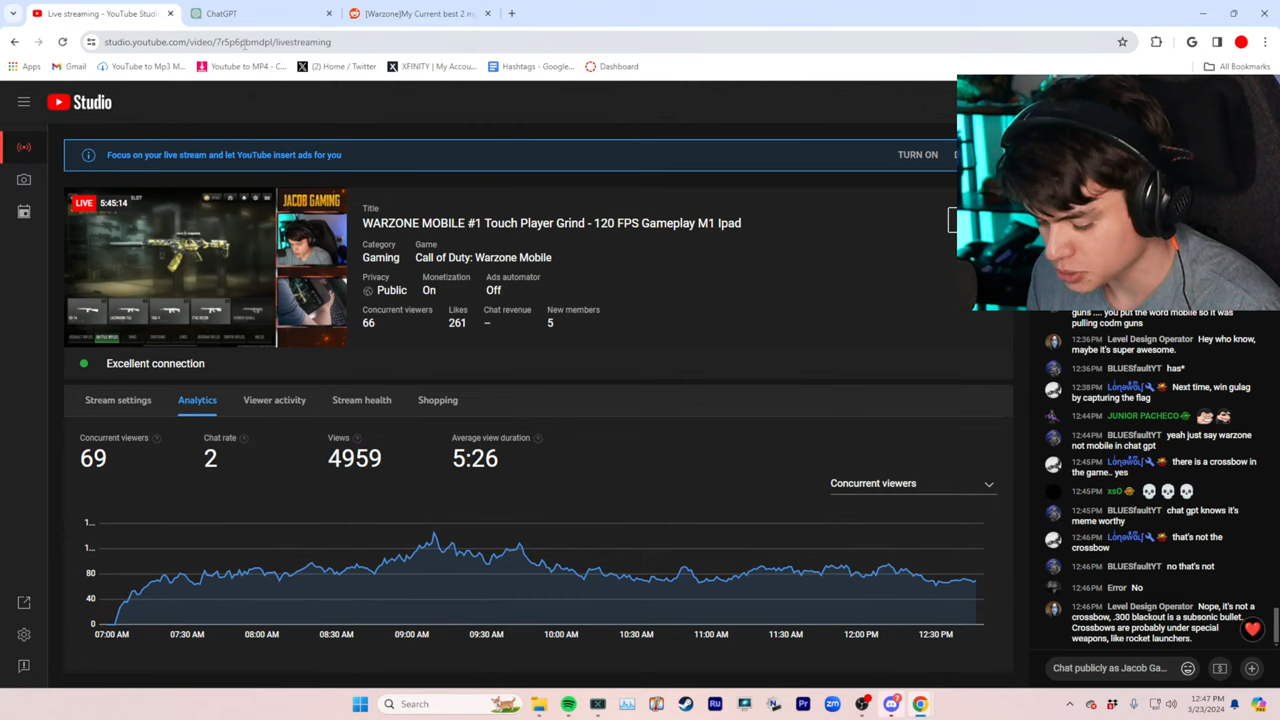 Live streaming - YouTube Studi
ChatGPT
[Warzone]My Current best 2 m
studio.youtube.com/video/7r5p6pbmdpI/livestreaming
Apps
Gmail
YouTube to Mp3 M...
Youtube to MP4 - C...
(2) Home / Twitter
XFINITY | My Accou...
Hashtags - Google...
Dashboard
All Bookmarks
Studio
Focus on your live stream and let YouTube insert ads for you
TURN ON
LIVE 5:45:14
SLOT
JACOB GAMING
Title
WARZONE MOBILE #1 Touch Player Grind - 120 FPS Gameplay M1 Ipad
Category Game
Gaming Call of Duty: Warzone Mobile
Privacy Monetization Ads automator
Public On Off
Concurrent viewers Likes Chat revenue New members
66 261 – 5
Excellent connection
Stream settings Analytics Viewer activity Stream health Shopping
Concurrent viewers Chat rate Views Average view duration
69 2 4959 5:26
Concurrent viewers
1...
1...
80
40
0
07:00 AM 07:30 AM 08:00 AM 08:30 AM 09:00 AM 09:30 AM 10:00 AM 10:30 AM 11:00 AM 11:30 AM 12:00 PM 12:30 PM
guns .... you put the word mobile so it was
pulling codm guns
12:36PM Level Design Operator Hey who know,
maybe it's super awesome.
12:36PM BLUESfaultYT has*
12:38PM Next time, win gulag
by capturing the flag
12:44PM JUNIOR PACHECO
12:44PM BLUESfaultYT yeah just say warzone
not mobile in chat gpt
12:45PM there is a crossbow in
the game.. yes
12:45PM xsO
12:45PM BLUESfaultYT chat gpt knows it's
meme worthy
12:46PM that's not the
crossbow
12:46PM BLUESfaultYT no that's not
12:46PM Error No
12:46PM Level Design Operator Nope, it's not a
crossbow, .300 blackout is a subsonic bullet.
Crossbows are probably under special
weapons, like rocket launchers.
Chat publicly as Jacob Ga...
Search
12:47 PM
3/23/2024